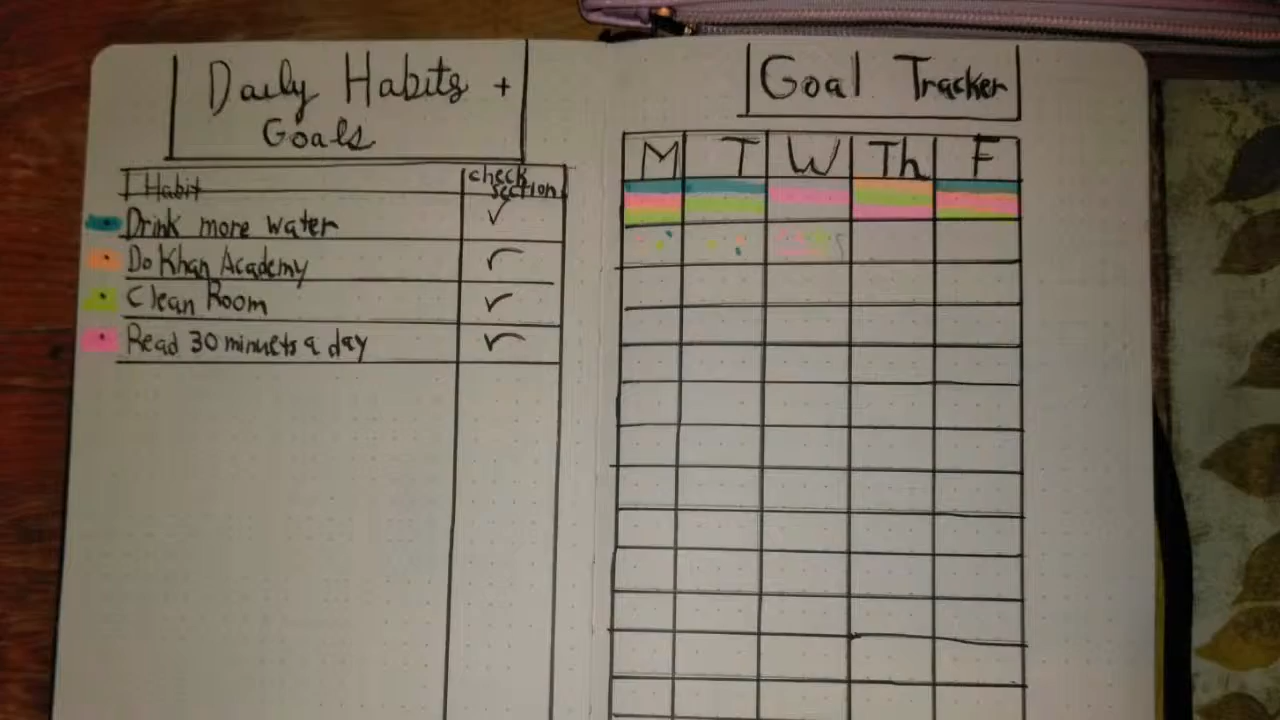 Daily Habits +
Goals
Habit
check
section
Drink more water ✓
Do Khan Academy ✓
Clean Room ✓
Read 30 minuets a day ✓
Goal Tracker
M T W Th F